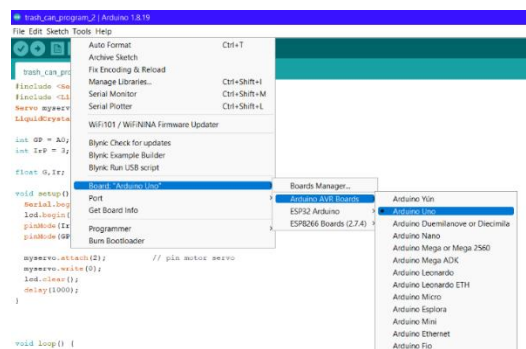 trash_can_program_2 | Arduino 1.8.19
File Edit Sketch Tools Help
trash_can_pro
Auto Format Ctrl+T
Archive Sketch
Fix Encoding & Reload
Manage Libraries... Ctrl+Shift+I
Serial Monitor Ctrl+Shift+M
Serial Plotter Ctrl+Shift+L
WiFi101 / WiFiNINA Firmware Updater
Blynk: Check for updates
Blynk: Example Builder
Blynk: Run USB script
Board: "Arduino Uno"
Port
Get Board Info
Programmer
Burn Bootloader
Boards Manager...
Arduino AVR Boards
ESP32 Arduino
ESP8266 Boards (2.7.4)
Arduino Yún
Arduino Uno
Arduino Duemilanove or Diecimila
Arduino Nano
Arduino Mega or Mega 2560
Arduino Mega ADK
Arduino Leonardo
Arduino Leonardo ETH
Arduino Micro
Arduino Esplora
Arduino Mini
Arduino Ethernet
Arduino Fio
#include <Se
#include <Li
Servo myserv
LiquidCrysta
int GP = A0;
int IrP = 3;
float G,Ir;
void setup()
Serial.beg
lcd.begin(
pinMode(Ir
pinMode(GP
myservo.attach(2); // pin motor servo
myservo.write(0);
lcd.clear();
delay(1000);
}
void loop() {